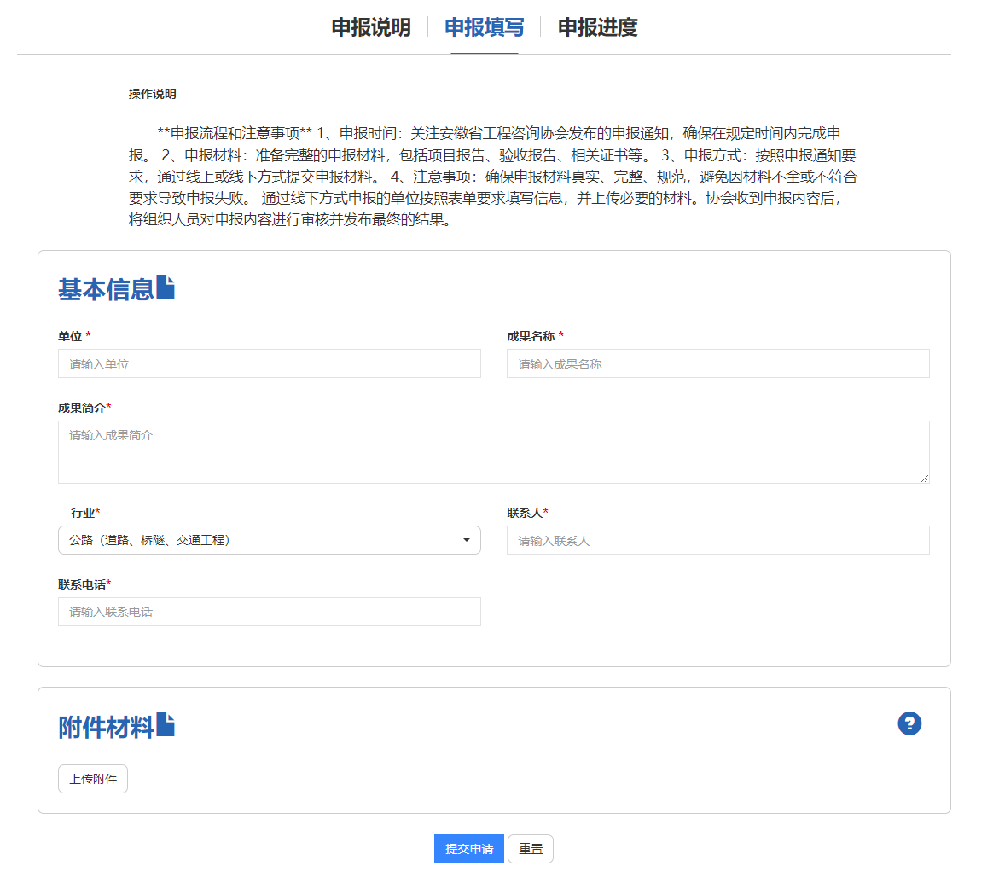 申报说明 申报填写 申报进度
操作说明
**申报流程和注意事项** 1、申报时间：关注安徽省工程咨询协会发布的申报通知，确保在规定时间内完成申
报。 2、申报材料：准备完整的申报材料，包括项目报告、验收报告、相关证书等。 3、申报方式：按照申报通知要
求，通过线上或线下方式提交申报材料。 4、注意事项：确保申报材料真实、完整、规范，避免因材料不全或不符合
要求导致申报失败。 通过线下方式申报的单位按照表单要求填写信息，并上传必要的材料。协会收到申报内容后，
将组织人员对申报内容进行审核并发布最终的结果。
基本信息
单位 * 成果名称 *
请输入单位 请输入成果名称
成果简介*
请输入成果简介
行业* 联系人*
公路（道路、桥隧、交通工程） 请输入联系人
联系电话*
请输入联系电话
附件材料 ?
上传附件
提交申请 重置